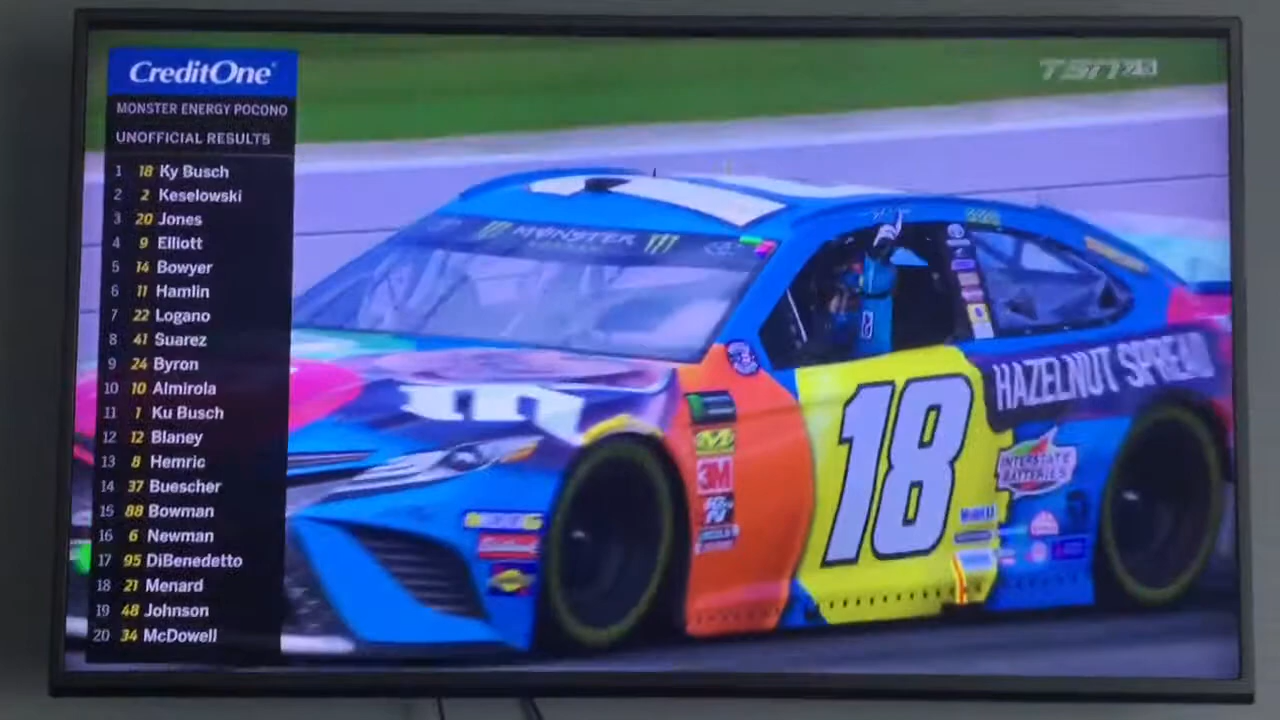 CreditOne
MONSTER ENERGY POCONO
UNOFFICIAL RESULTS
1 18 Ky Busch
2 2 Keselowski
3 20 Jones
4 9 Elliott
5 14 Bowyer
6 11 Hamlin
7 22 Logano
8 41 Suarez
9 24 Byron
10 10 Almirola
11 1 Ku Busch
12 12 Blaney
13 8 Hemric
14 37 Buescher
15 88 Bowman
16 6 Newman
17 95 DiBenedetto
18 21 Menard
19 48 Johnson
20 34 McDowell
TSN
MONSTER
m
18
HAZELNUT SPREAD
INTERSTATE
BATTERIES
3M